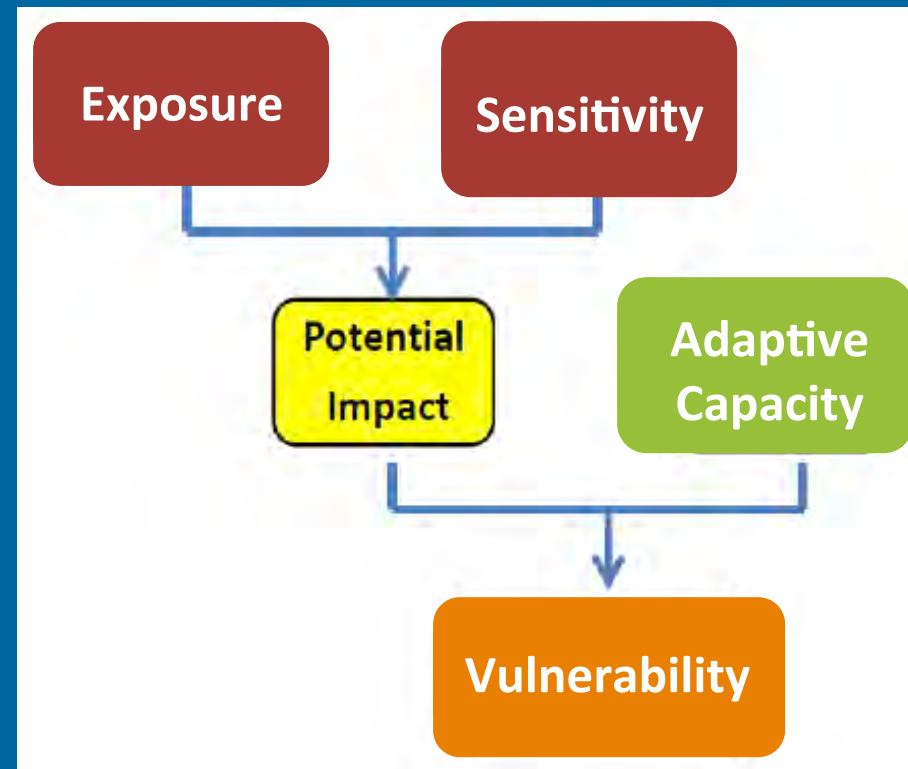 Exposure
Sensitivity
Potential
Impact
Adaptive
Capacity
Vulnerability